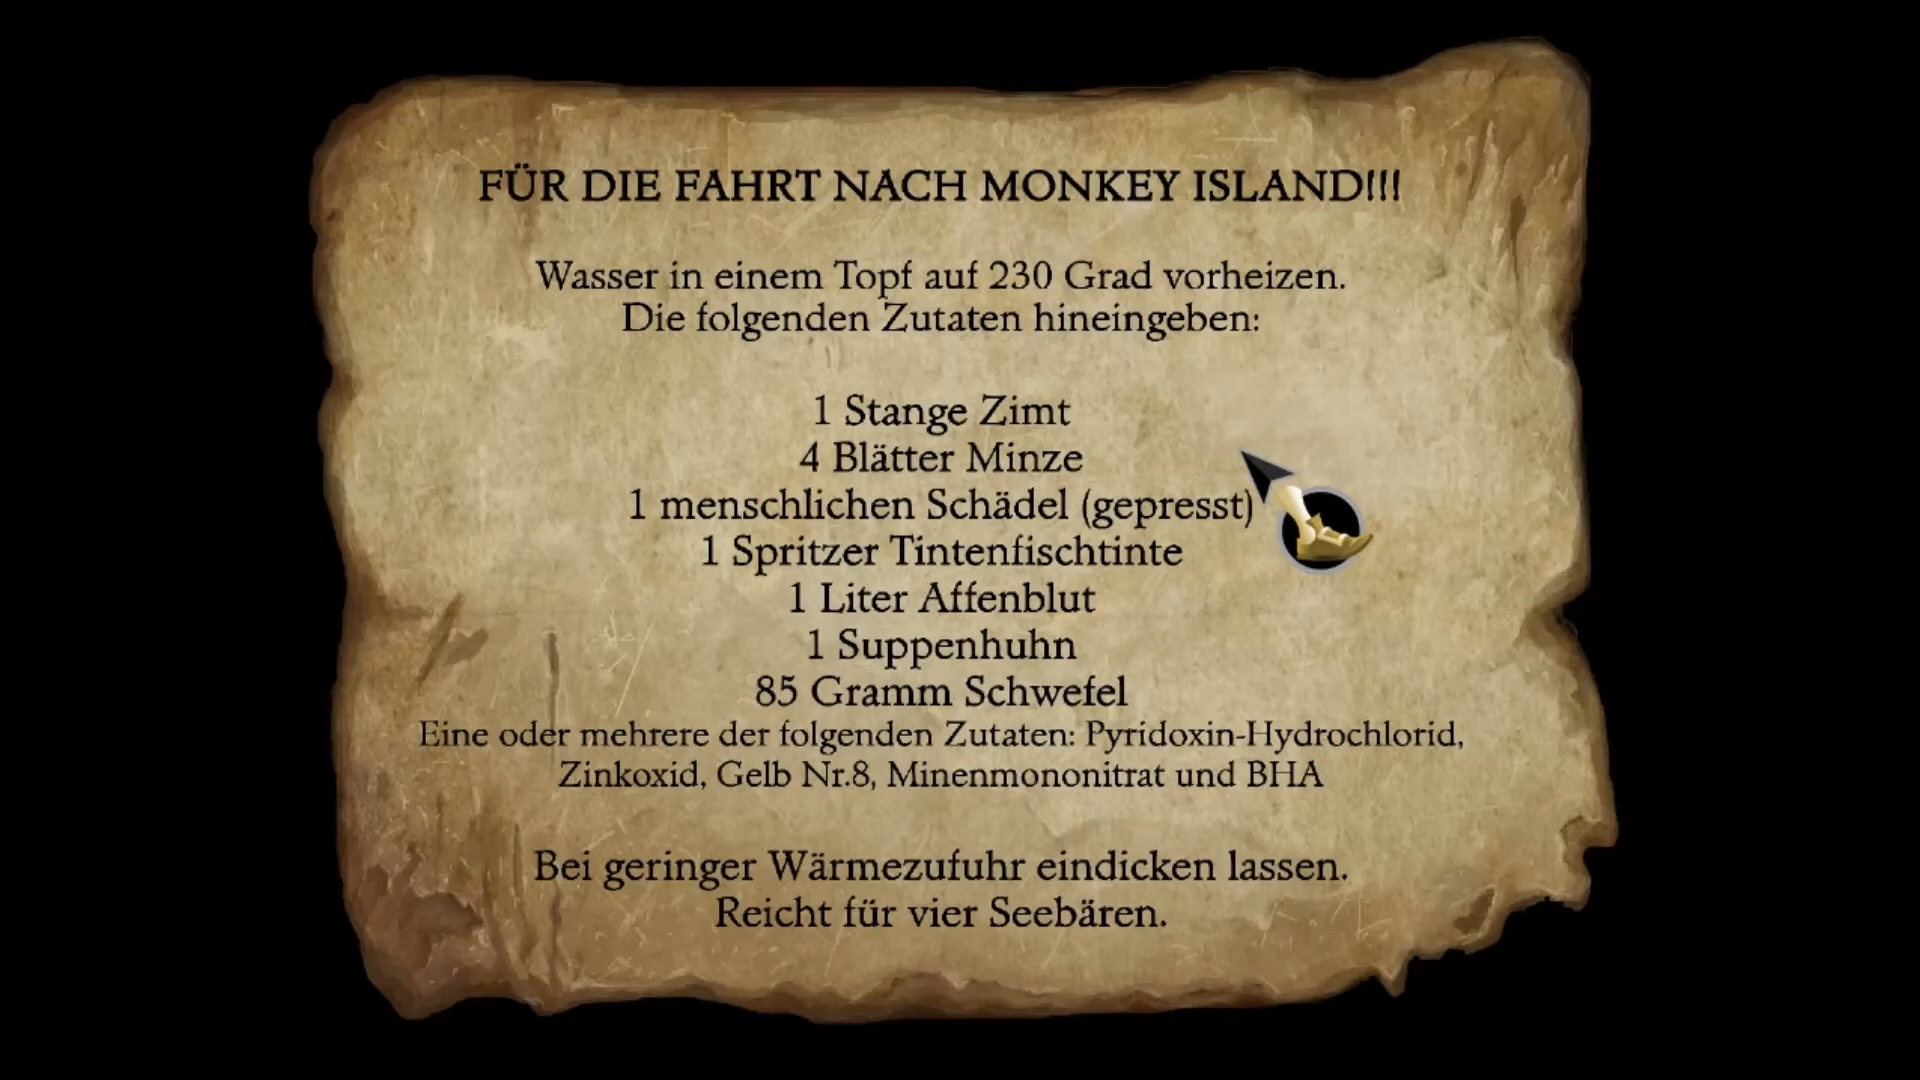 FÜR DIE FAHRT NACH MONKEY ISLAND!!!
Wasser in einem Topf auf 230 Grad vorheizen.
Die folgenden Zutaten hineingeben:
1 Stange Zimt
4 Blätter Minze
1 menschlichen Schädel (gepresst)
1 Spritzer Tintenfischtinte
1 Liter Affenblut
1 Suppenhuhn
85 Gramm Schwefel
Eine oder mehrere der folgenden Zutaten: Pyridoxin-Hydrochlorid,
Zinkoxid, Gelb Nr.8, Minenmononitrat und BHA
Bei geringer Wärmezufuhr eindicken lassen.
Reicht für vier Seebären.